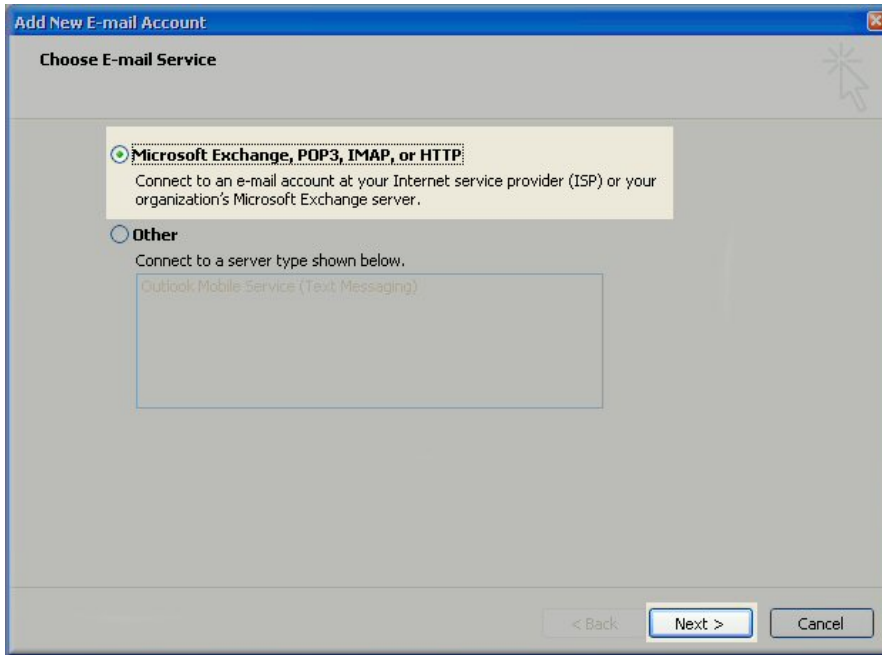 Add New E-mail Account
Choose E-mail Service
Microsoft Exchange, POP3, IMAP, or HTTP
Connect to an e-mail account at your Internet service provider (ISP) or your
organization's Microsoft Exchange server.
Other
Connect to a server type shown below.
Outlook Mobile Service (Text Messaging)
< Back
Next >
Cancel